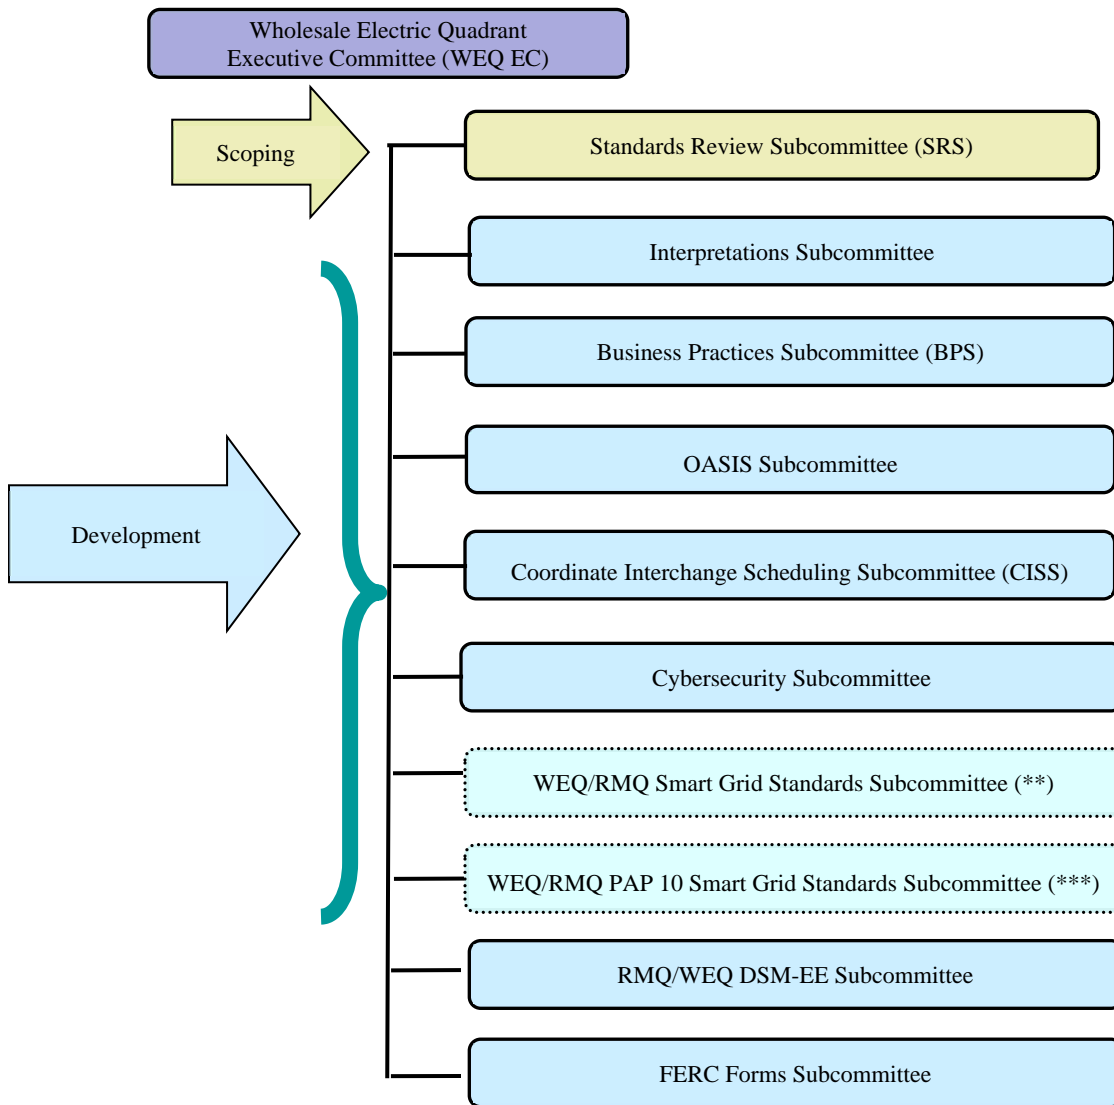 Wholesale Electric Quadrant
Executive Committee (WEQ EC)
Scoping
Standards Review Subcommittee (SRS)
Interpretations Subcommittee
Business Practices Subcommittee (BPS)
OASIS Subcommittee
Development
Coordinate Interchange Scheduling Subcommittee (CISS)
Cybersecurity Subcommittee
WEQ/RMQ Smart Grid Standards Subcommittee (**)
WEQ/RMQ PAP 10 Smart Grid Standards Subcommittee (***)
RMQ/WEQ DSM-EE Subcommittee
FERC Forms Subcommittee